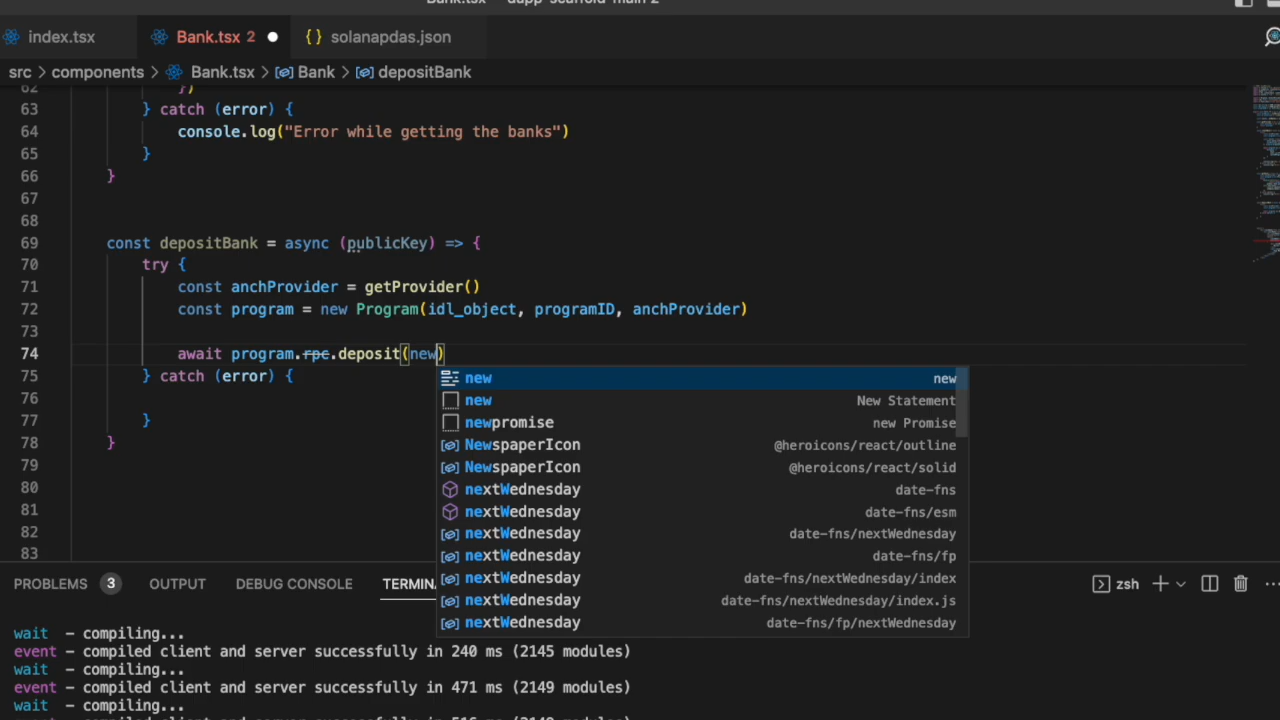 Bank.tsx — dapp-scaffold-main 2
index.tsx
Bank.tsx 2
{} solanapdas.json
src > components > Bank.tsx > Bank > depositBank
62 })
63 } catch (error) {
64 console.log("Error while getting the banks")
65 }
66 }
67
68
69 const depositBank = async (publicKey) => {
70 try {
71 const anchProvider = getProvider()
72 const program = new Program(idl_object, programID, anchProvider)
73
74 await program.rpc.deposit(new)
75 } catch (error) {
76
77 }
78 }
79
80
81
82
83
new new
new New Statement
newpromise new Promise
NewspaperIcon @heroicons/react/outline
NewspaperIcon @heroicons/react/solid
nextWednesday date-fns
nextWednesday date-fns/esm
nextWednesday date-fns/nextWednesday
nextWednesday date-fns/fp
nextWednesday date-fns/nextWednesday/index
nextWednesday date-fns/nextWednesday/index.js
nextWednesday date-fns/fp/nextWednesday
PROBLEMS 3 OUTPUT DEBUG CONSOLE TERMIN zsh
wait - compiling...
event - compiled client and server successfully in 240 ms (2145 modules)
wait - compiling...
event - compiled client and server successfully in 471 ms (2149 modules)
wait - compiling...